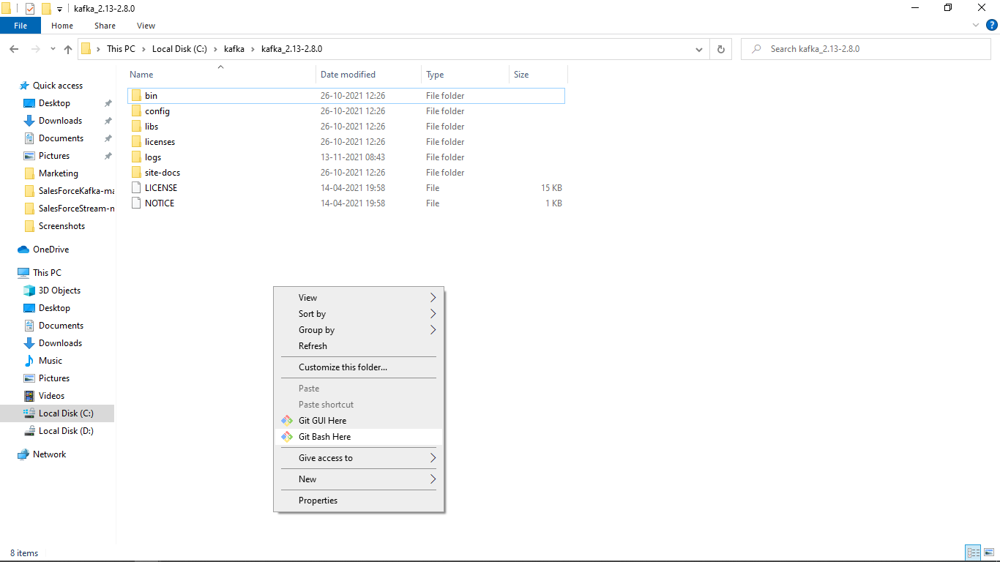 kafka_2.13-2.8.0
File Home Share View
This PC Local Disk (C:) kafka kafka_2.13-2.8.0
Search kafka_2.13-2.8.0
Quick access
Desktop
Downloads
Documents
Pictures
Marketing
SalesForceKafka-ma
SalesForceStream-n
Screenshots
OneDrive
This PC
3D Objects
Desktop
Documents
Downloads
Music
Pictures
Videos
Local Disk (C:)
Local Disk (D:)
Network
Name Date modified Type Size
bin 26-10-2021 12:26 File folder
config 26-10-2021 12:26 File folder
libs 26-10-2021 12:26 File folder
licenses 26-10-2021 12:26 File folder
logs 13-11-2021 08:43 File folder
site-docs 26-10-2021 12:26 File folder
LICENSE 14-04-2021 19:58 File 15 KB
NOTICE 14-04-2021 19:58 File 1 KB
View
Sort by
Group by
Refresh
Customize this folder...
Paste
Paste shortcut
Git GUI Here
Git Bash Here
Give access to
New
Properties
8 items